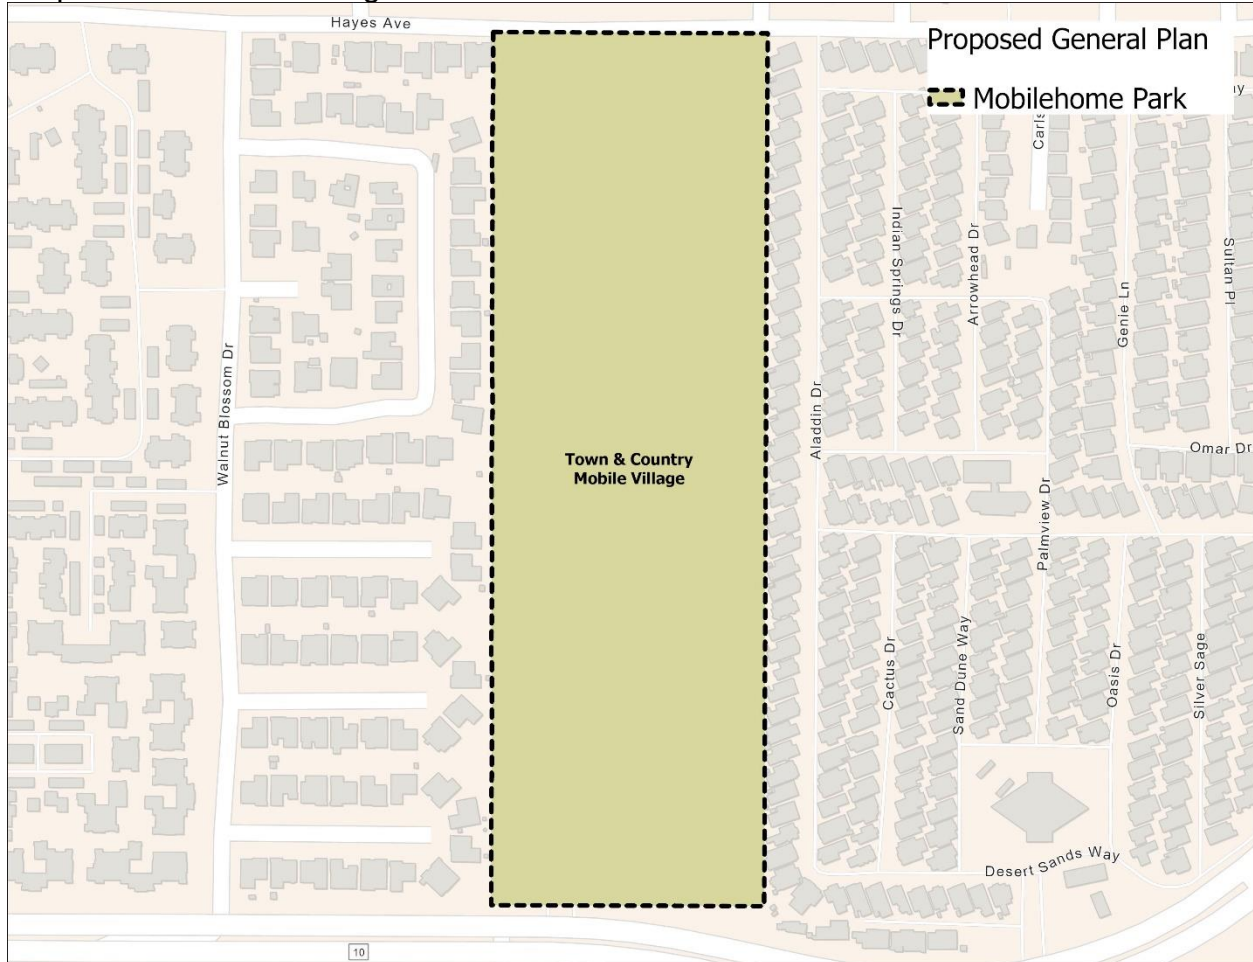 Hayes Ave
Proposed General Plan
Mobilehome Park
Carls
Indian Springs Dr
Arrowhead Dr
Sultan Pl
Genie Ln
Walnut Blossom Dr
Aladdin Dr
Town & Country
Mobile Village
Omar Dr
Palmview Dr
Cactus Dr
Sand Dune Way
Oasis Dr
Silver Sage
Desert Sands Way
10